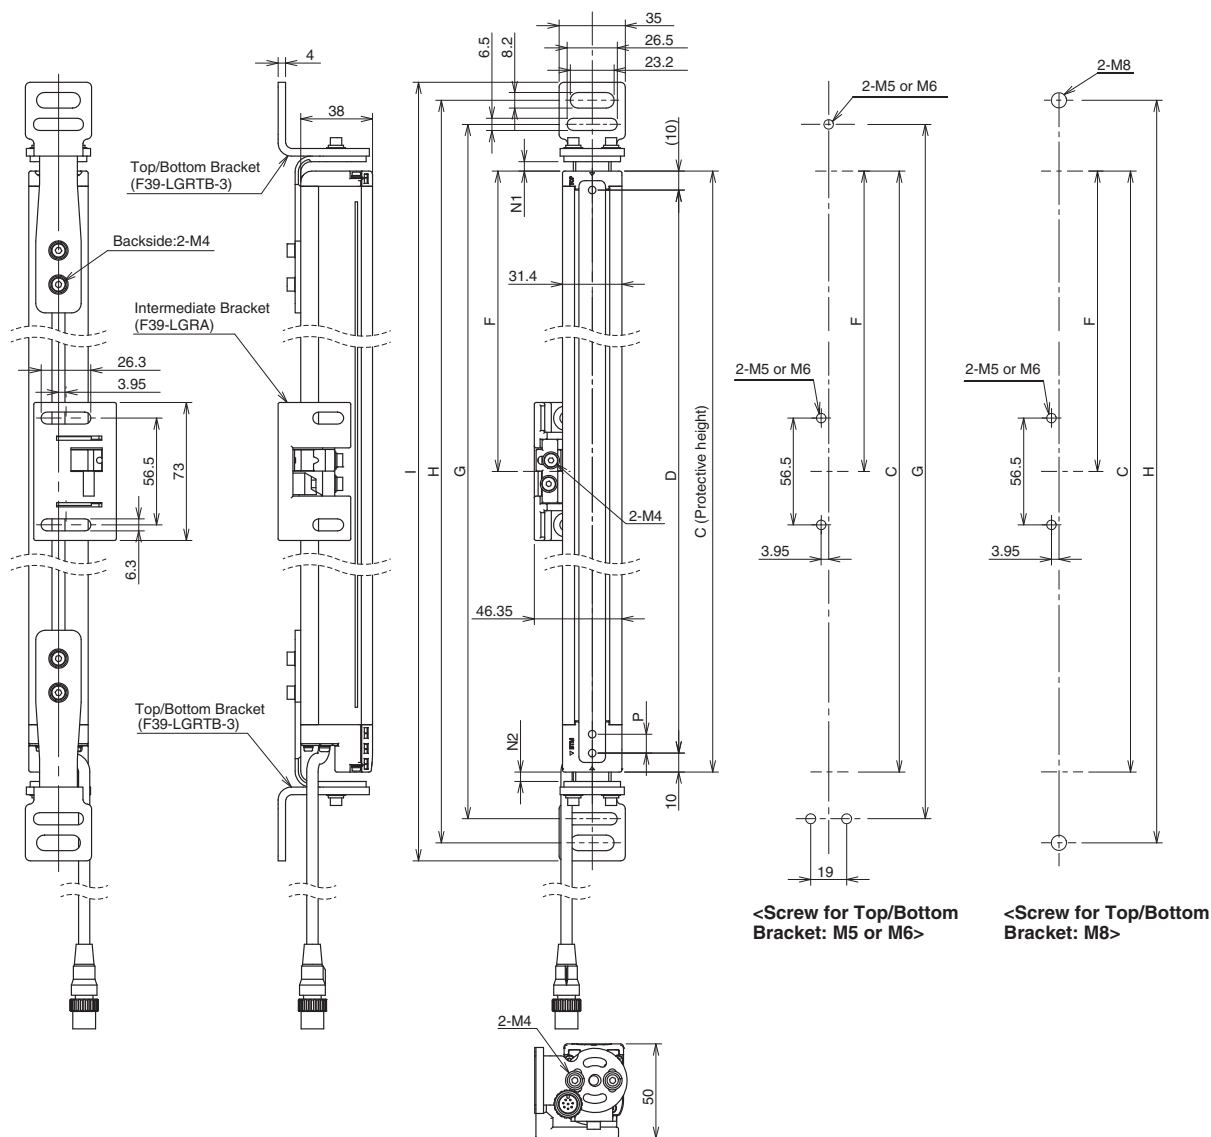 35
26.5
23.2
6.5
8.2
4
38
(10)
2-M5 or M6
2-M8
Top/Bottom Bracket
(F39-LGRTB-3)
TOP
N1
Backside:2-M4
31.4
Intermediate Bracket
(F39-LGRA)
F
F
F
26.3
3.95
2-M5 or M6
2-M5 or M6
56.5
73
I
H
G
D
C (Protective height)
56.5
C
G
56.5
C
H
2-M4
6.3
3.95
3.95
46.35
Top/Bottom Bracket
(F39-LGRTB-3)
N2
P
BTM
10
19
<Screw for Top/Bottom
Bracket: M5 or M6>
<Screw for Top/Bottom
Bracket: M8>
2-M4
50